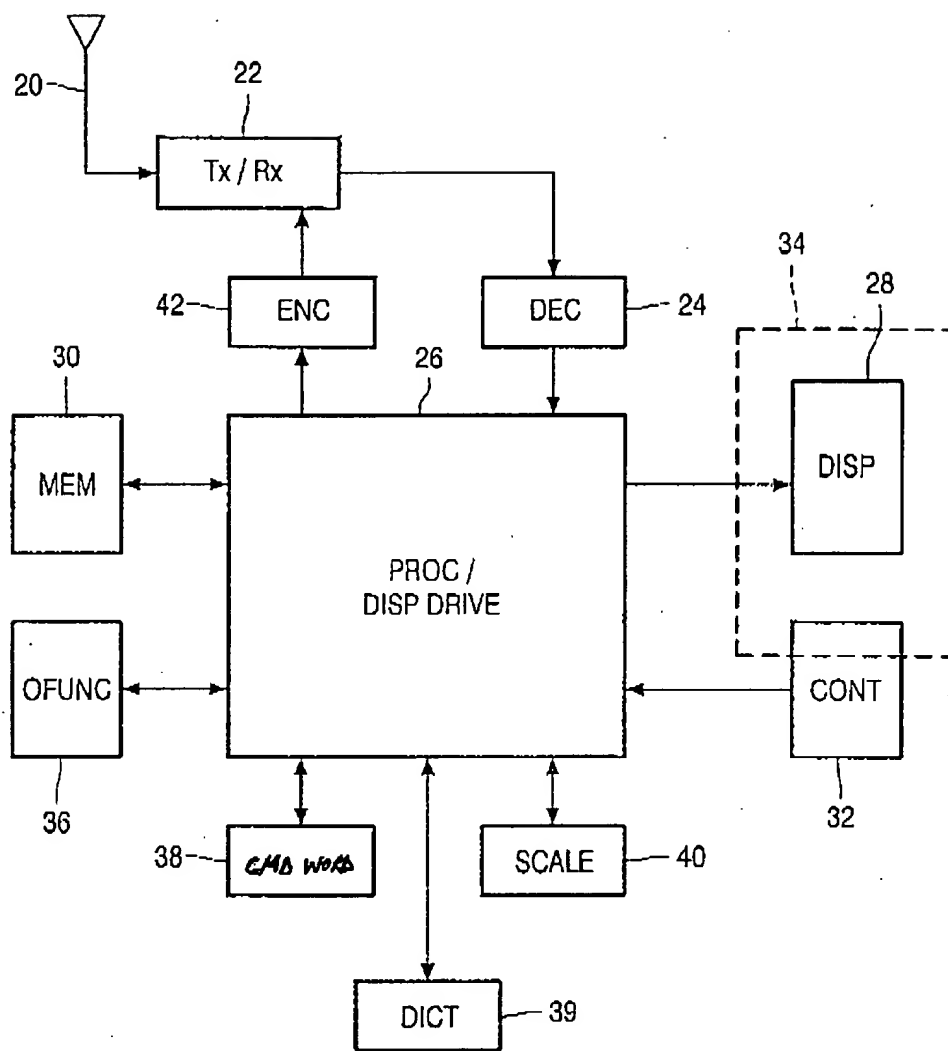 20
22
Tx / Rx
34
28
42
ENC
DEC
24
30
26
MEM
DISP
PROC /
DISP DRIVE
OFUNC
CONT
36
32
38
CMD WORD
SCALE
40
DICT
39